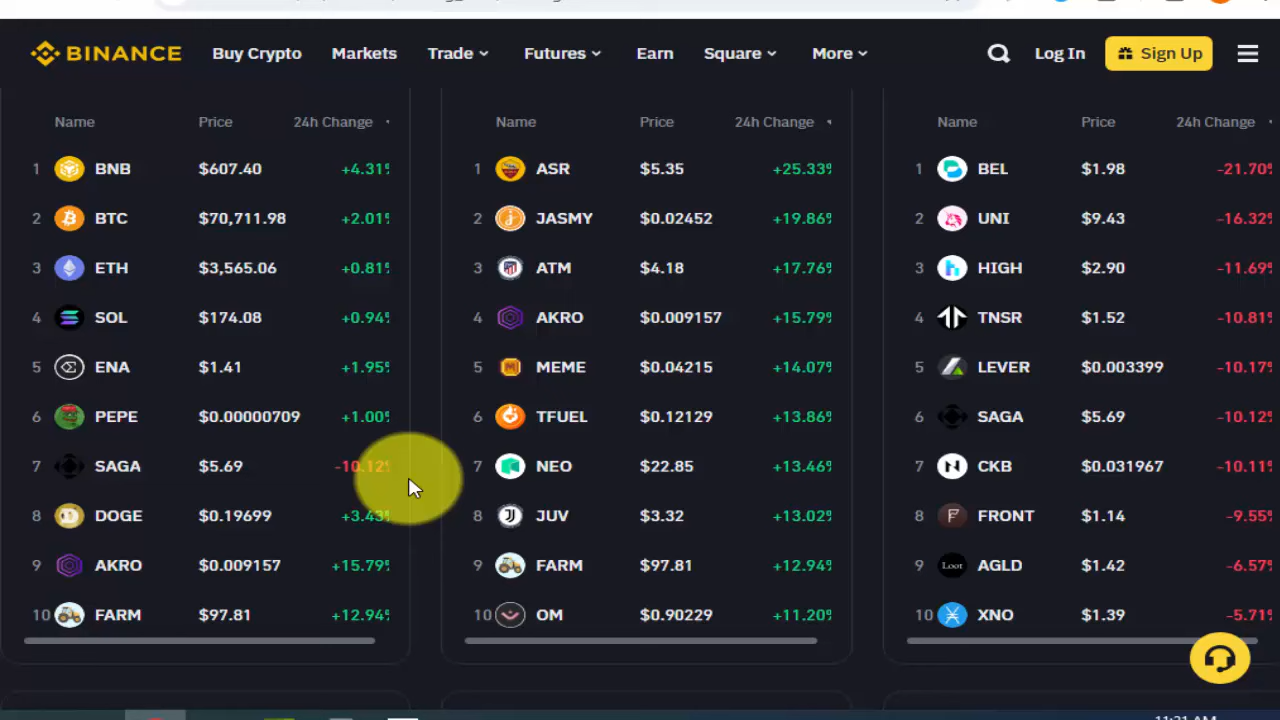 BINANCE Buy Crypto Markets Trade Futures Earn Square More Log In Sign Up
Name Price 24h Change
1 BNB $607.40 +4.31%
2 BTC $70,711.98 +2.01%
3 ETH $3,565.06 +0.81%
4 SOL $174.08 +0.94%
5 ENA $1.41 +1.95%
6 PEPE $0.00000709 +1.00%
7 SAGA $5.69 -10.12%
8 DOGE $0.19699 +3.43%
9 AKRO $0.009157 +15.79%
10 FARM $97.81 +12.94%
Name Price 24h Change
1 ASR $5.35 +25.33%
2 JASMY $0.02452 +19.86%
3 ATM $4.18 +17.76%
4 AKRO $0.009157 +15.79%
5 MEME $0.04215 +14.07%
6 TFUEL $0.12129 +13.86%
7 NEO $22.85 +13.46%
8 JUV $3.32 +13.02%
9 FARM $97.81 +12.94%
10 OM $0.90229 +11.20%
Name Price 24h Change
1 BEL $1.98 -21.70%
2 UNI $9.43 -16.32%
3 HIGH $2.90 -11.69%
4 TNSR $1.52 -10.81%
5 LEVER $0.003399 -10.17%
6 SAGA $5.69 -10.12%
7 CKB $0.031967 -10.11%
8 FRONT $1.14 -9.55%
9 Loot AGLD $1.42 -6.57%
10 XNO $1.39 -5.71%
11:21 AM